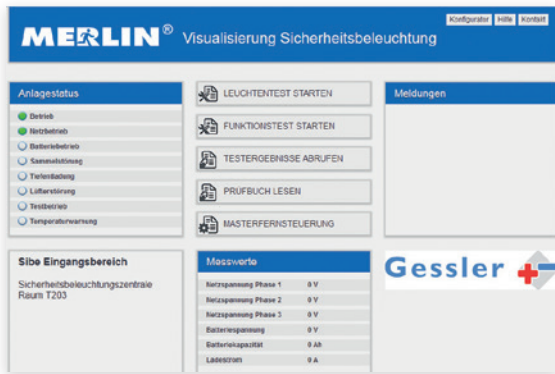 Konfigurator Hilfe Kontakt
MERLIN® Visualisierung Sicherheitsbeleuchtung
Anlagestatus
Betrieb
Netzbetrieb
Batteriebetrieb
Sammelstörung
Tiefentladung
Lüfterstörung
Testbetrieb
Temperaturwarnung
LEUCHTENTEST STARTEN
FUNKTIONSTEST STARTEN
TESTERGEBNISSE ABRUFEN
PRÜFBUCH LESEN
MASTERFERNSTEUERUNG
Meldungen
Sibe Eingangsbereich
Sicherheitsbeleuchtungszentrale
Raum T203
Messwerte
Netzspannung Phase 1 0 V
Netzspannung Phase 2 0 V
Netzspannung Phase 3 0 V
Batteriespannung 0 V
Batteriekapazität 0 Ah
Ladestrom 0 A
Gessler